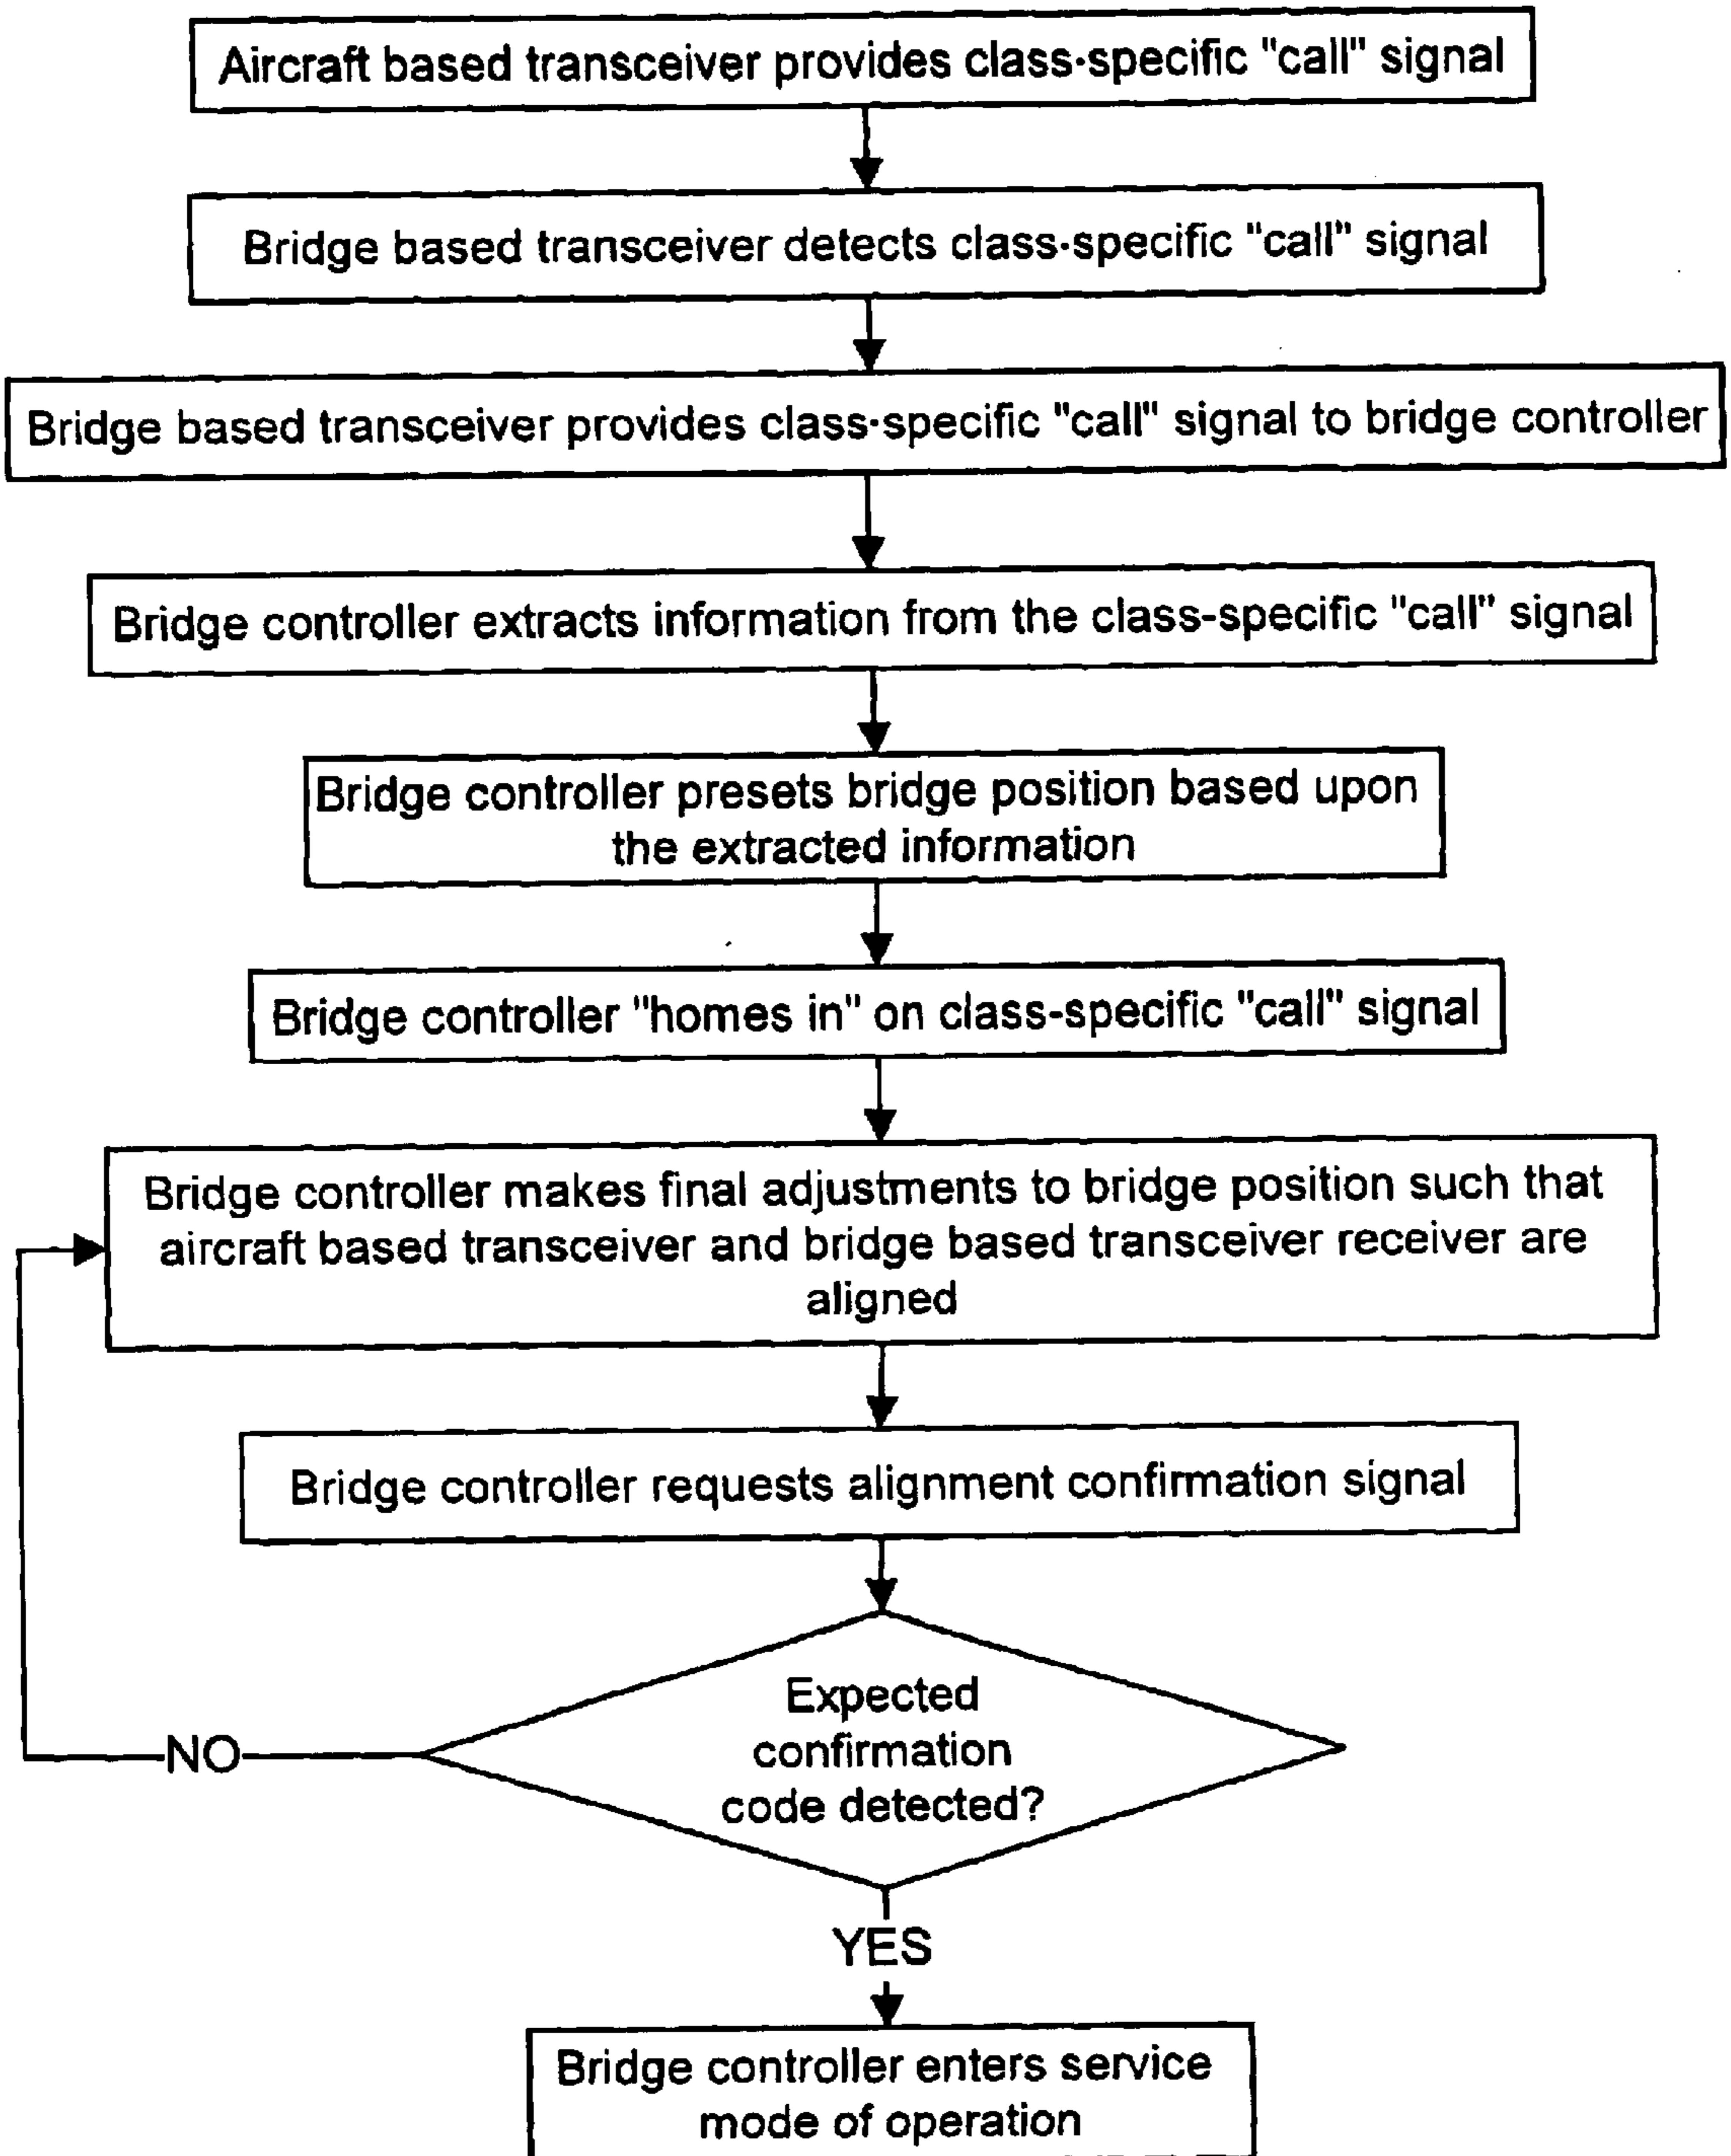 Aircraft based transceiver provides class-specific "call" signal
Bridge based transceiver detects class-specific "call" signal
Bridge based transceiver provides class-specific "call" signal to bridge controller
Bridge controller extracts information from the class-specific "call" signal
Bridge controller presets bridge position based upon
the extracted information
Bridge controller "homes in" on class-specific "call" signal
Bridge controller makes final adjustments to bridge position such that
aircraft based transceiver and bridge based transceiver receiver are
aligned
Bridge controller requests alignment confirmation signal
Expected
confirmation
code detected?
NO
YES
Bridge controller enters service
mode of operation